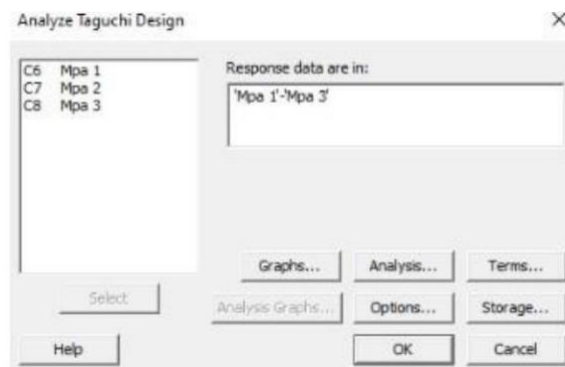 Analyze Taguchi Design
C6 Mpa 1
C7 Mpa 2
C8 Mpa 3
Response data are in:
'Mpa 1'-'Mpa 3'
Graphs... Analysis... Terms...
Select
Analysis Graphs... Options... Storage...
Help OK Cancel